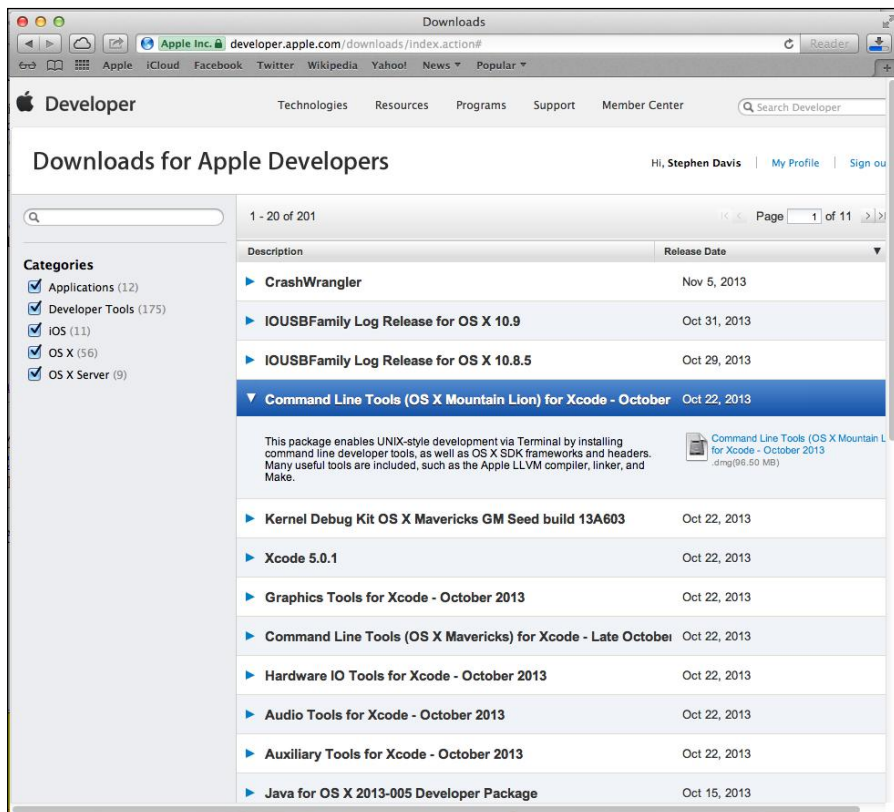 Downloads
Apple Inc. developer.apple.com/downloads/index.action# Reader
Apple iCloud Facebook Twitter Wikipedia Yahoo! News Popular
Developer Technologies Resources Programs Support Member Center Search Developer
Downloads for Apple Developers Hi, Stephen Davis My Profile Sign ou
1 - 20 of 201 Page 1 of 11
Description Release Date
Categories
Applications (12)
Developer Tools (175)
iOS (11)
OS X (56)
OS X Server (9)
CrashWrangler Nov 5, 2013
IOUSBFamily Log Release for OS X 10.9 Oct 31, 2013
IOUSBFamily Log Release for OS X 10.8.5 Oct 29, 2013
Command Line Tools (OS X Mountain Lion) for Xcode - October Oct 22, 2013
This package enables UNIX-style development via Terminal by installing
command line developer tools, as well as OS X SDK frameworks and headers.
Many useful tools are included, such as the Apple LLVM compiler, linker, and
Make.
Command Line Tools (OS X Mountain L
for Xcode - October 2013
.dmg(96.50 MB)
Kernel Debug Kit OS X Mavericks GM Seed build 13A603 Oct 22, 2013
Xcode 5.0.1 Oct 22, 2013
Graphics Tools for Xcode - October 2013 Oct 22, 2013
Command Line Tools (OS X Mavericks) for Xcode - Late October Oct 22, 2013
Hardware IO Tools for Xcode - October 2013 Oct 22, 2013
Audio Tools for Xcode - October 2013 Oct 22, 2013
Auxiliary Tools for Xcode - October 2013 Oct 22, 2013
Java for OS X 2013-005 Developer Package Oct 15, 2013